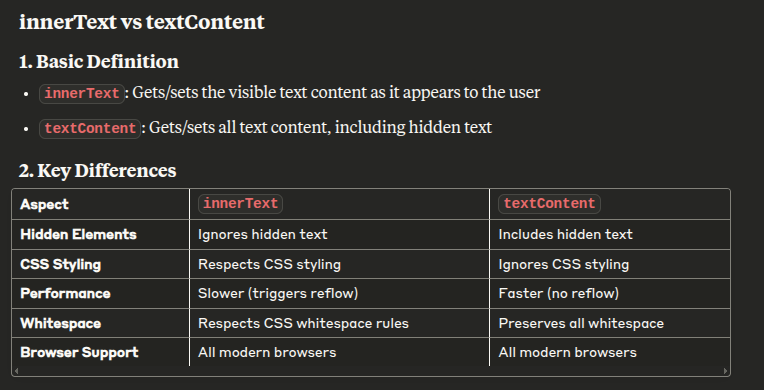 innerText vs textContent
1. Basic Definition
• innerText: Gets/sets the visible text content as it appears to the user
• textContent: Gets/sets all text content, including hidden text
2. Key Differences
Aspect innerText textContent
Hidden Elements Ignores hidden text Includes hidden text
CSS Styling Respects CSS styling Ignores CSS styling
Performance Slower (triggers reflow) Faster (no reflow)
Whitespace Respects CSS whitespace rules Preserves all whitespace
Browser Support All modern browsers All modern browsers